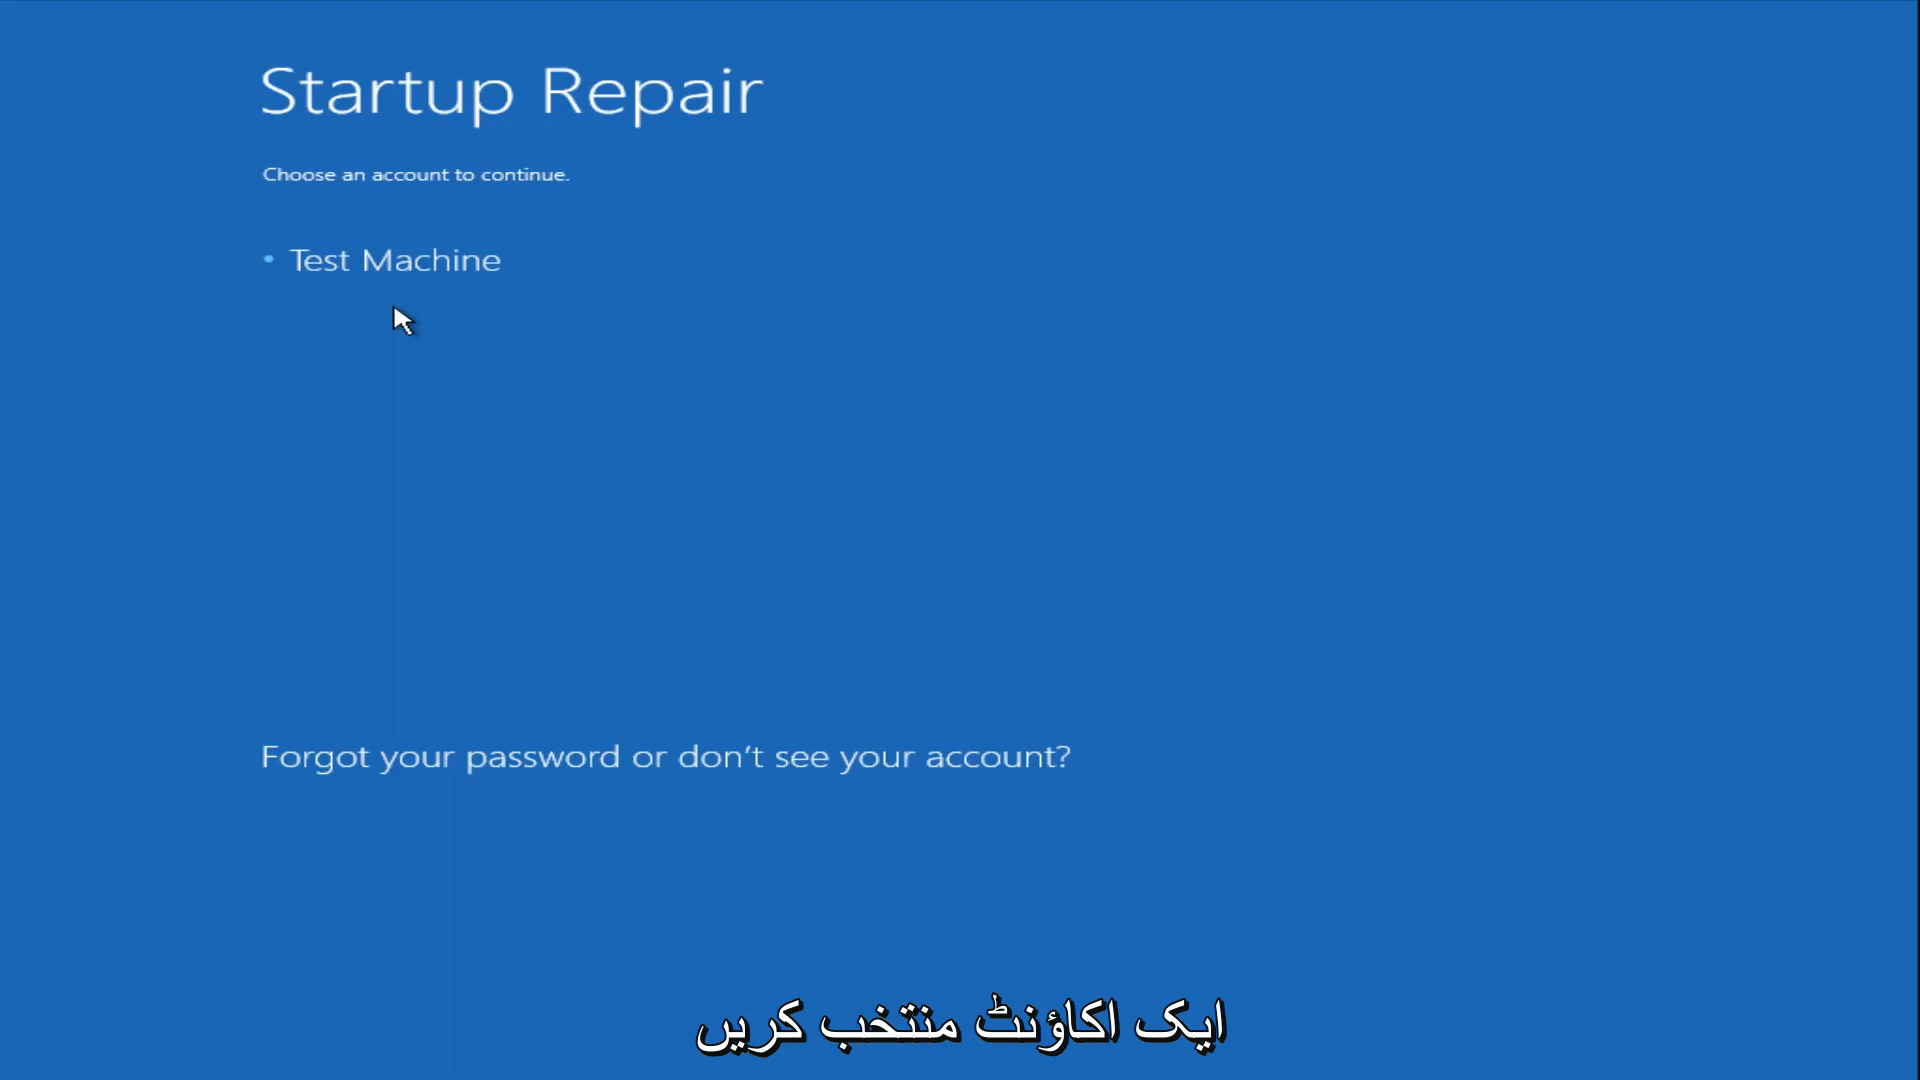 Startup Repair
Choose an account to continue.
• Test Machine
Forgot your password or don't see your account?
ایک اکاؤنٹ منتخب کریں